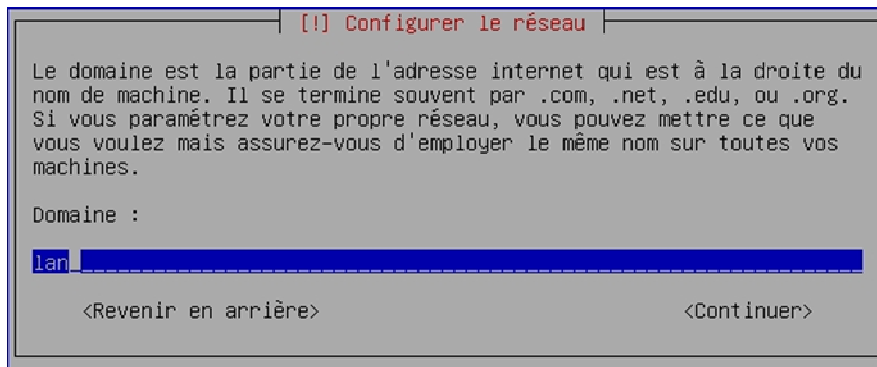 [!] Configurer le réseau
Le domaine est la partie de l'adresse internet qui est à la droite du
nom de machine. Il se termine souvent par .com, .net, .edu, ou .org.
Si vous paramétrez votre propre réseau, vous pouvez mettre ce que
vous voulez mais assurez-vous d'employer le même nom sur toutes vos
machines.
Domaine :
lan
<Revenir en arrière> <Continuer>